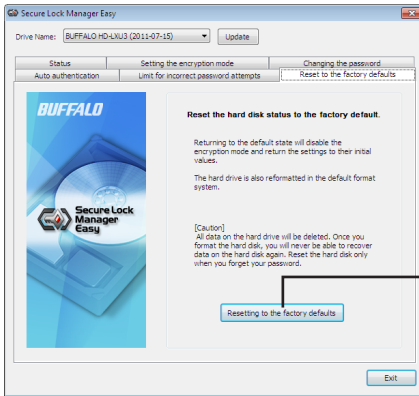 Secure Lock Manager Easy
Drive Name: BUFFALO HD-LXU3 (2011-07-15) Update
Status Setting the encryption mode Changing the password
Auto authentication Limit for incorrect password attempts Reset to the factory defaults
BUFFALO
Secure Lock
Manager
Easy
Reset the hard disk status to the factory default.
Returning to the default state will disable the
encryption mode and return the settings to their initial
values.
The hard drive is also reformatted in the default format
system.
[Caution]
All data on the hard drive will be deleted. Once you
format the hard disk, you will never be able to recover
data on the hard disk again. Reset the hard disk only
when you forget your password.
Resetting to the factory defaults
Exit